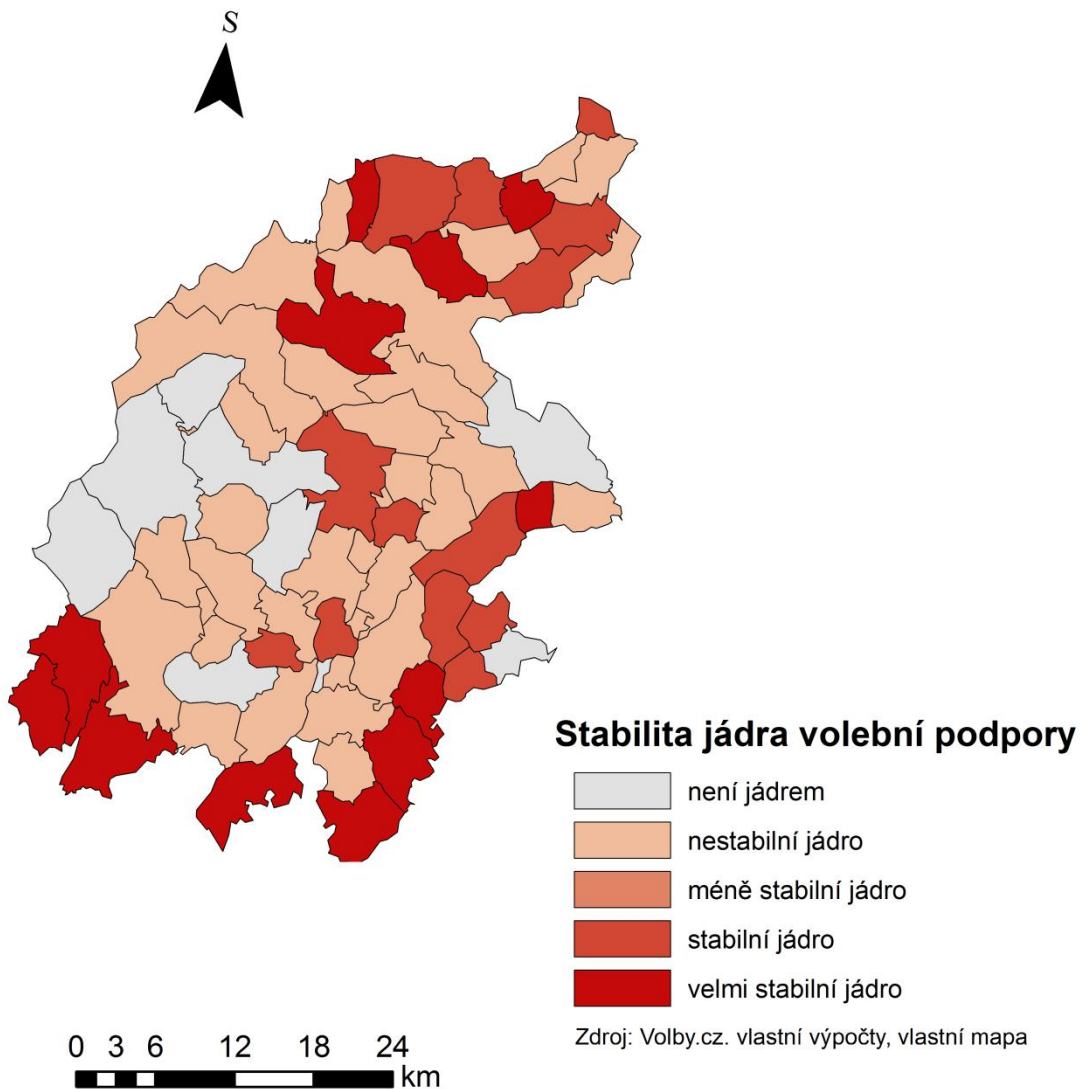 S
Stabilita jádra volební podpory
není jádrem
nestabilní jádro
méně stabilní jádro
stabilní jádro
velmi stabilní jádro
Zdroj: Volby.cz. vlastní výpočty, vlastní mapa
0 3 6 12 18 24
km